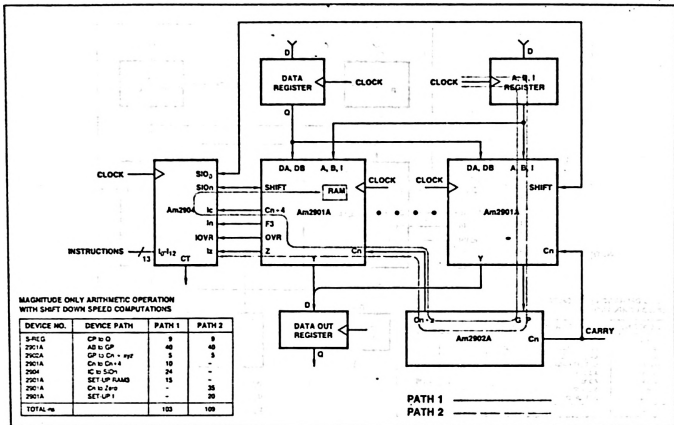 D
D
DATA
REGISTER
CLOCK
CLOCK
A, B, I
REGISTER
Q
CLOCK
SIO0
SIOn
Am2904
Ic
In
IOVR
Iz
I0-I12
CT
INSTRUCTIONS
13
DA, DB
A, B, I
SHIFT
RAM
Am2901A
Cn+4
F3
OVR
Z
Cn
Y
CLOCK
CLOCK
DA, DB
A, B, I
SHIFT
Am2901A
Cn
Y
D
DATA OUT
REGISTER
Q
G P
Am2902A
Cn
CARRY
MAGNITUDE ONLY ARITHMETIC OPERATION
WITH SHIFT DOWN SPEED COMPUTATIONS
DEVICE NO. DEVICE PATH PATH 1 PATH 2
S-REG CP to Q 9 9
2901A AB to GP 40 40
2902A GP to Cn + xyz 5 5
2901A Cn to Cn+4 10 -
2904 IC to SIOn 24 -
2901A SET-UP RAM3 15 -
2901A Cn to Zero - 35
2901A SET-UP I - 20
TOTAL-ns 103 109
PATH 1
PATH 2